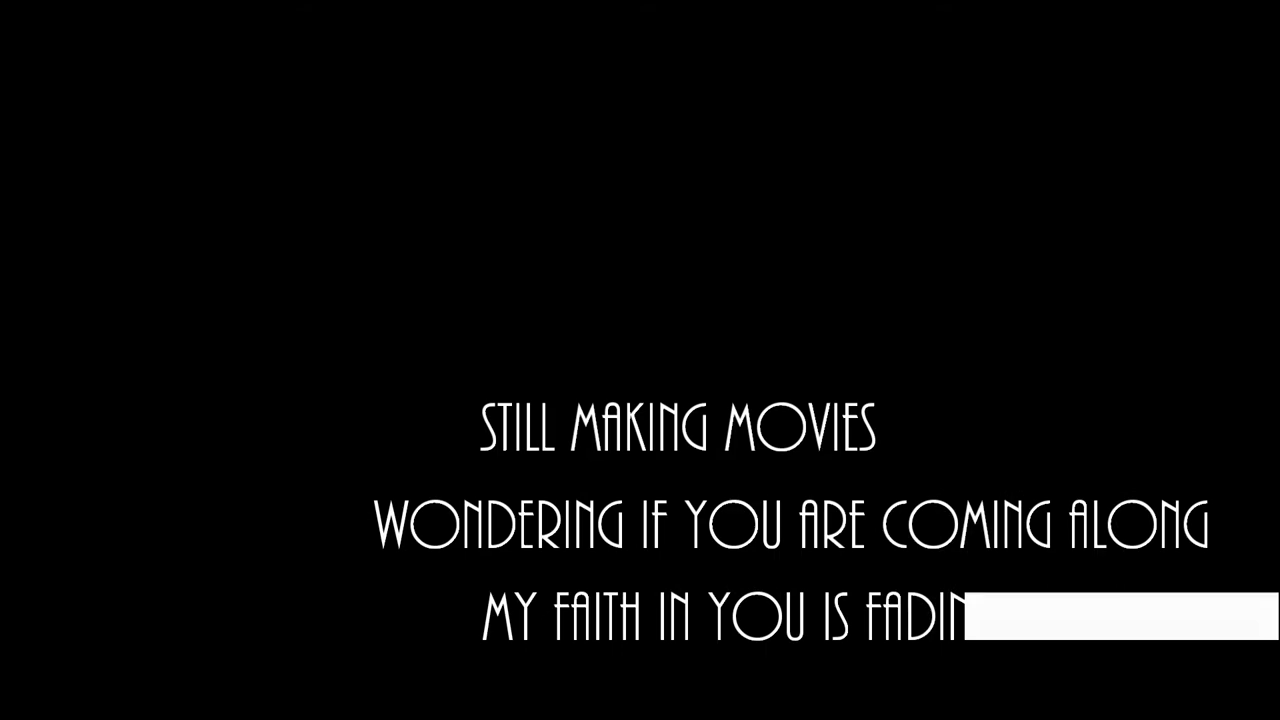 STILL MAKING MOVIES
WONDERING IF YOU ARE COMING ALONG
MY FAITH IN YOU IS FADIN